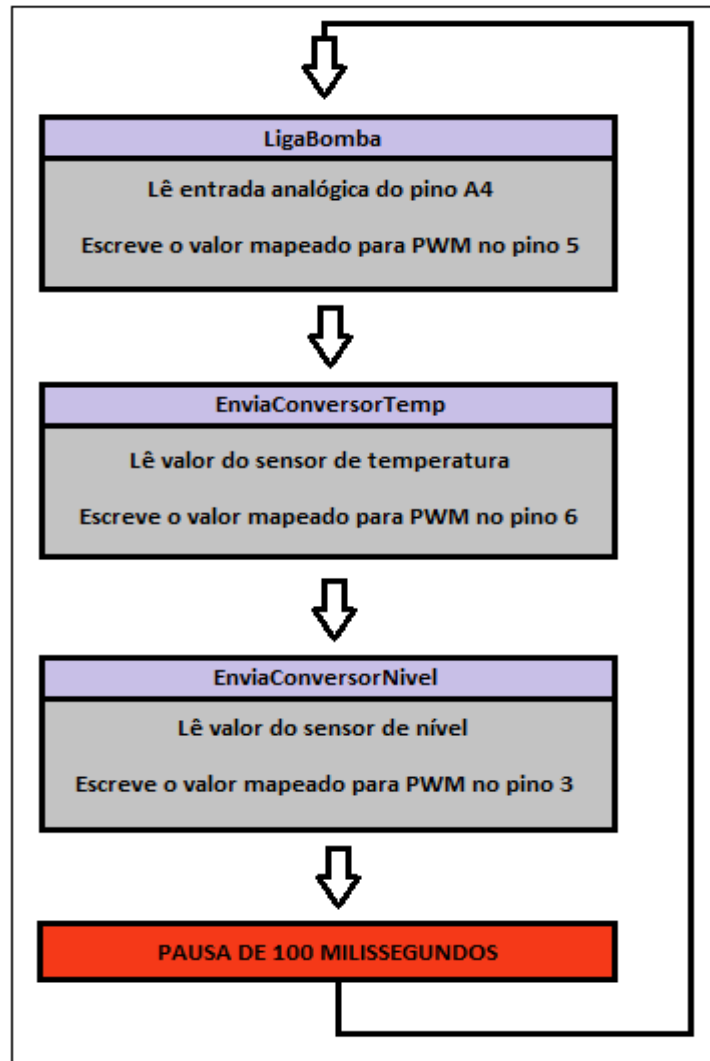 LigaBomba
Lê entrada analógica do pino A4
Escreve o valor mapeado para PWM no pino 5
EnviaConversorTemp
Lê valor do sensor de temperatura
Escreve o valor mapeado para PWM no pino 6
EnviaConversorNivel
Lê valor do sensor de nível
Escreve o valor mapeado para PWM no pino 3
PAUSA DE 100 MILISSEGUNDOS